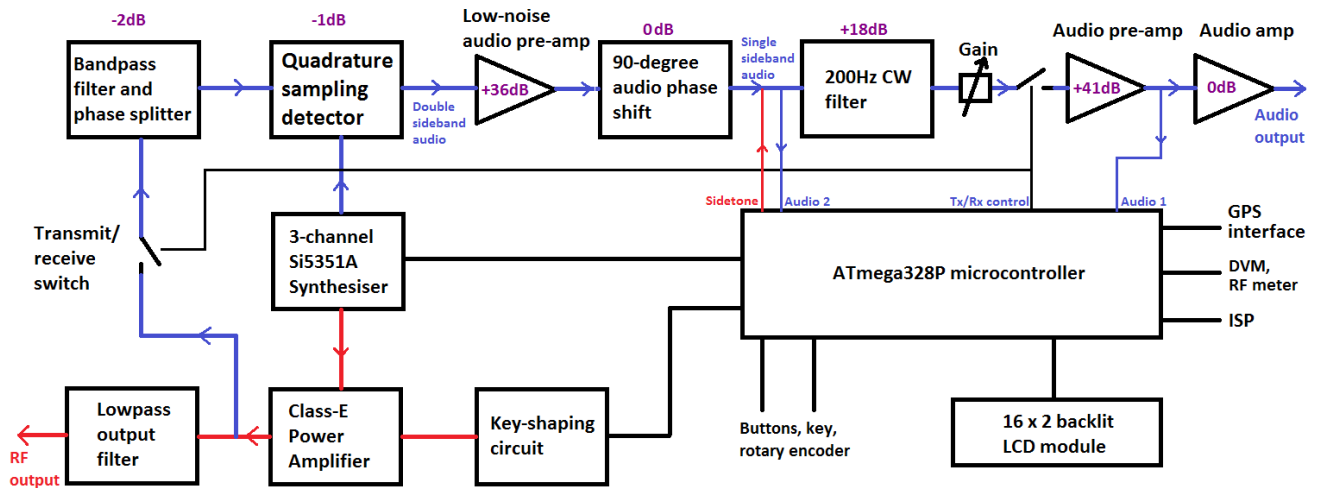 -2dB
-1dB
Low-noise
audio pre-amp
0dB
+18dB
Audio pre-amp
Audio amp
Bandpass
filter and
phase splitter
Quadrature
sampling
detector
+36dB
Double
sideband
audio
90-degree
audio phase
shift
Single
sideband
audio
200Hz CW
filter
Gain
+41dB
0dB
Audio
output
Sidetone
Audio 2
Tx/Rx control
Audio 1
Transmit/
receive
switch
3-channel
Si5351A
Synthesiser
ATmega328P microcontroller
GPS
interface
DVM,
RF meter
ISP
Lowpass
output
filter
Class-E
Power
Amplifier
Key-shaping
circuit
Buttons, key,
rotary encoder
16 x 2 backlit
LCD module
RF
output